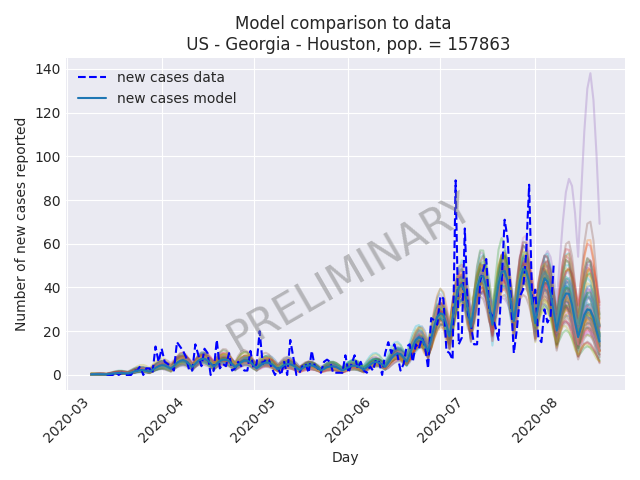 Model comparison to data
US - Georgia - Houston, pop. = 157863
140
120
100
80
60
40
20
0
Number of new cases reported
new cases data
new cases model
PRELIMINARY
2020-03
2020-04
2020-05
2020-06
2020-07
2020-08
Day